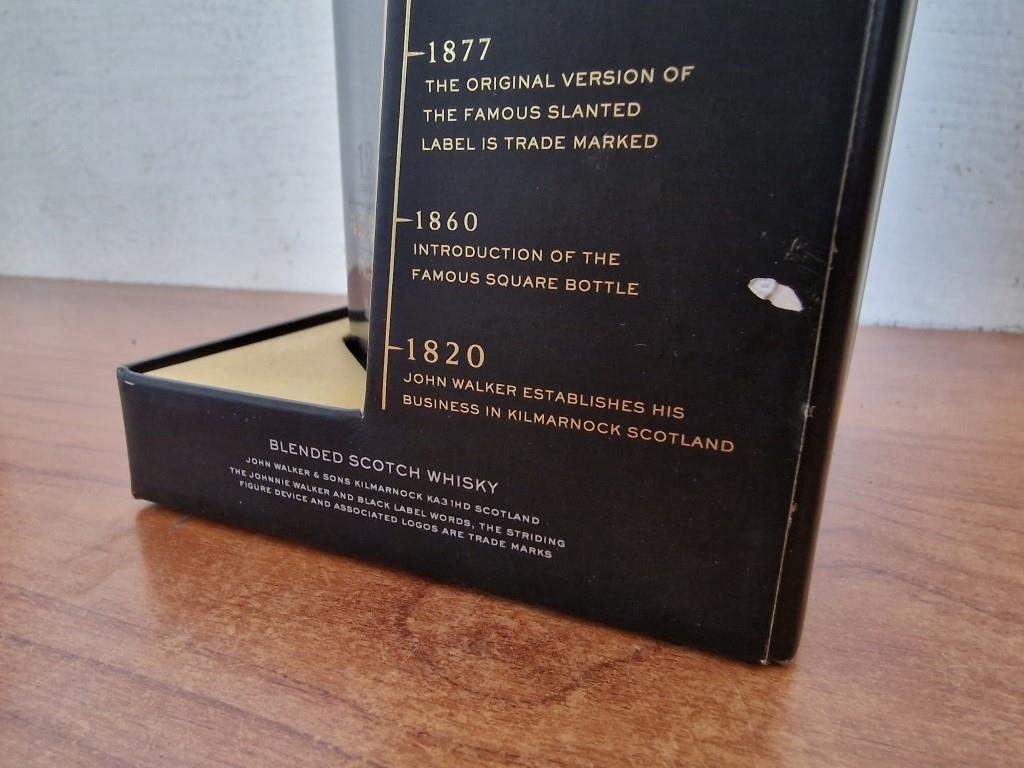 1877
THE ORIGINAL VERSION OF
THE FAMOUS SLANTED
LABEL IS TRADE MARKED
1860
INTRODUCTION OF THE
FAMOUS SQUARE BOTTLE
1820
JOHN WALKER ESTABLISHES HIS
BUSINESS IN KILMARNOCK SCOTLAND
BLENDED SCOTCH WHISKY
JOHN WALKER & SONS KILMARNOCK KA3 1HD SCOTLAND
THE JOHNNIE WALKER AND BLACK LABEL WORDS, THE STRIDING
FIGURE DEVICE AND ASSOCIATED LOGOS ARE TRADE MARKS
12